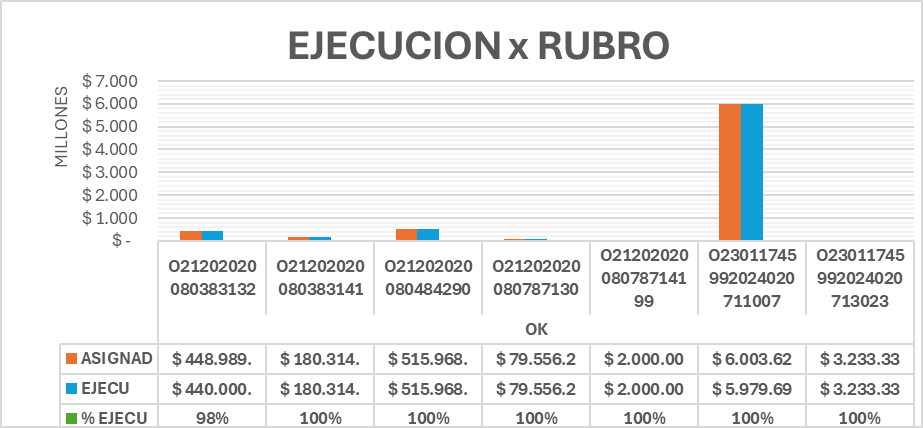 EJECUCION x RUBRO
MILLONES
$ 7.000
$ 6.000
$ 5.000
$ 4.000
$ 3.000
$ 2.000
$ 1.000
$ -
O21202020 O21202020 O21202020 O21202020 O21202020 O23011745 O23011745
080383132 080383141 080484290 080787130 080787141 992024020 992024020
99 711007 713023
OK
ASIGNAD $ 448.989. $ 180.314. $ 515.968. $ 79.556.2 $ 2.000.00 $ 6.003.62 $ 3.233.33
EJECU $ 440.000. $ 180.314. $ 515.968. $ 79.556.2 $ 2.000.00 $ 5.979.69 $ 3.233.33
% EJECU 98% 100% 100% 100% 100% 100% 100%